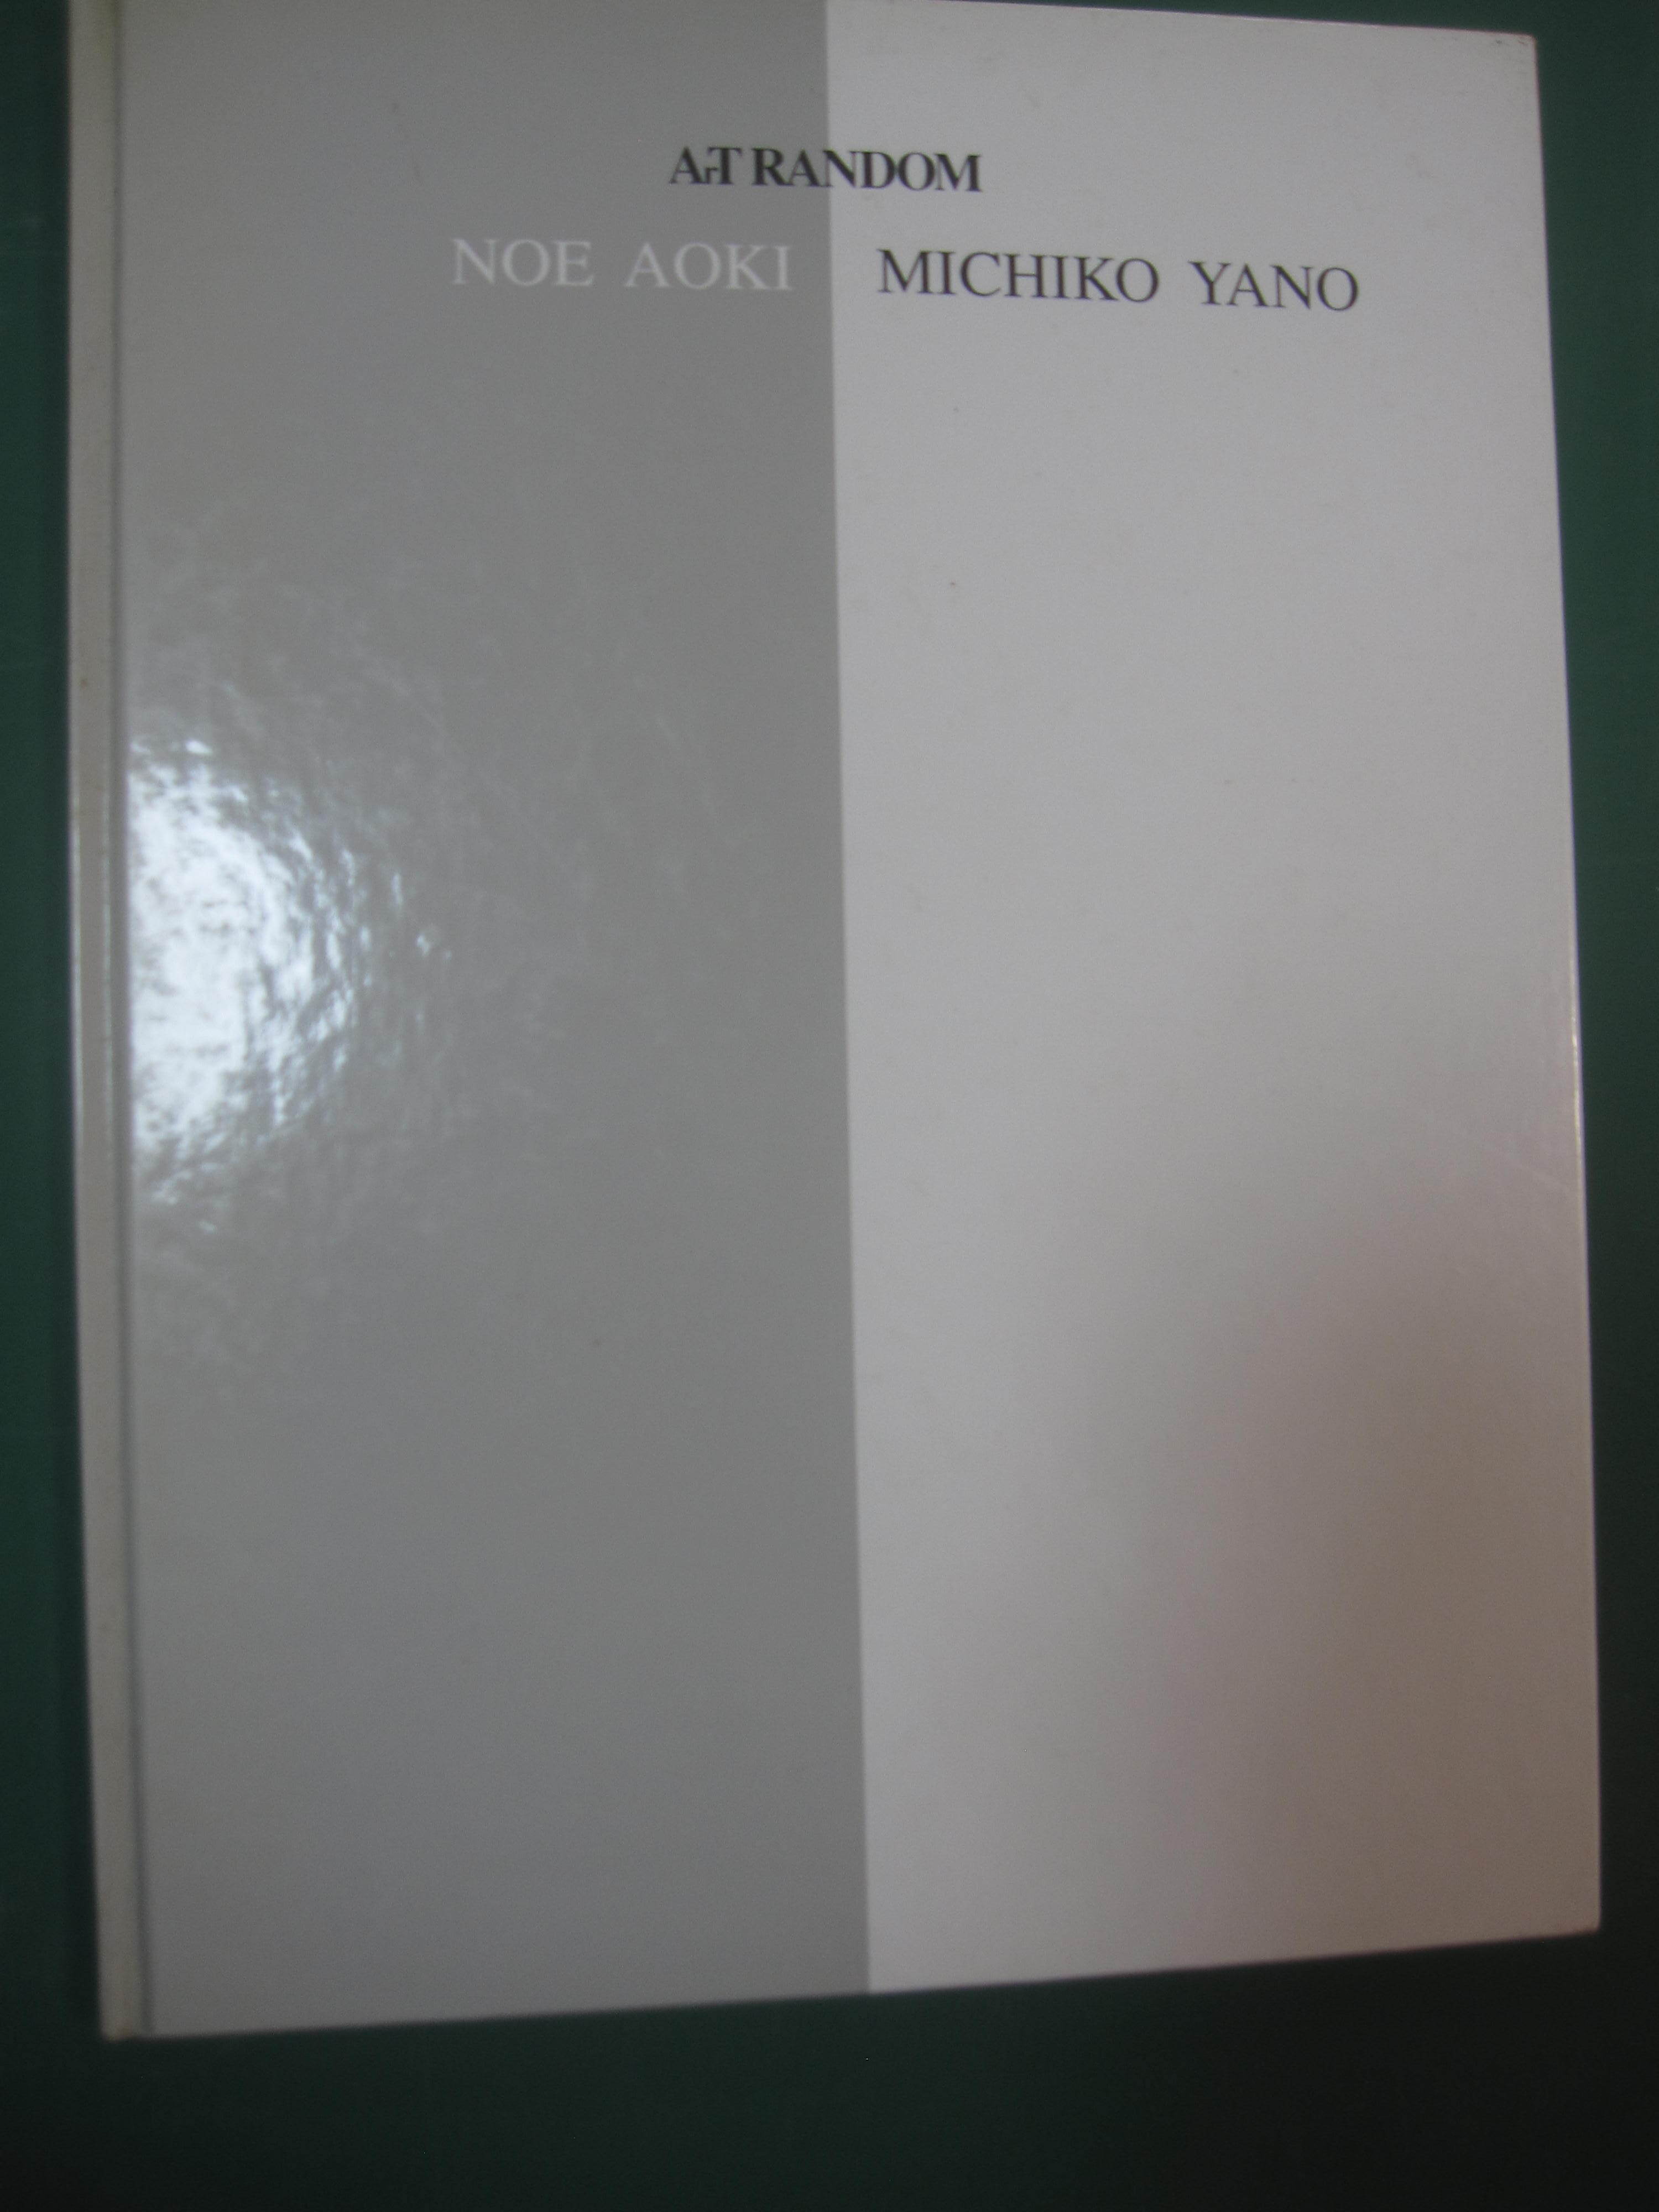 ArT RANDOM
NOE AOKI MICHIKO YANO